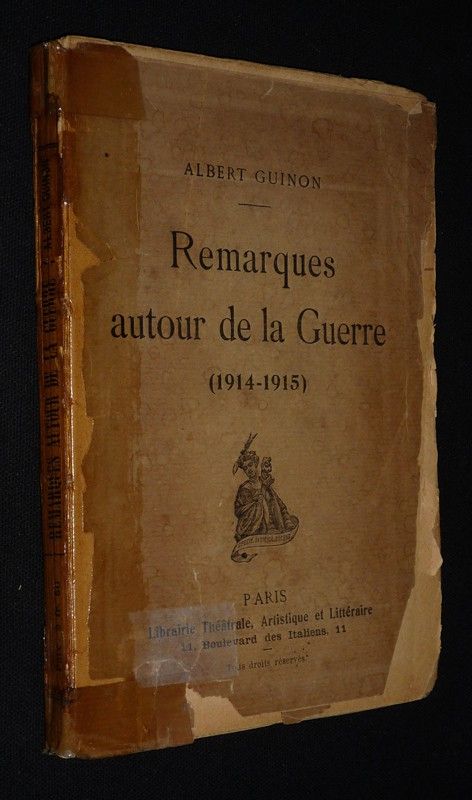 ALBERT GUINON
Remarques
autour de la Guerre
(1914-1915)
PARIS
Librairie Théâtrale, Artistique et Littéraire
11, Boulevard des Italiens, 11
Tous droits réservés
REMARQUES AUTOUR DE LA GUERRE
ALBERT GUINON